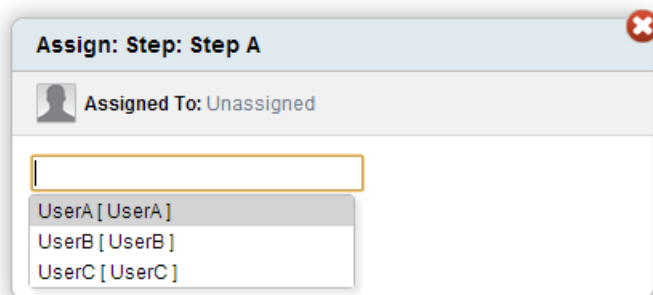 Assign: Step: Step A
Assigned To: Unassigned
UserA [ UserA ]
UserB [ UserB ]
UserC [ UserC ]